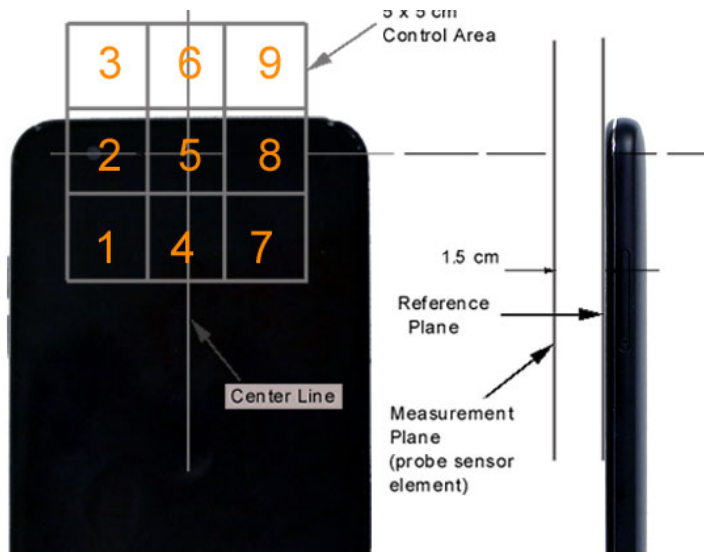 5 x 5 cm
Control Area
3 6 9
2 5 8
1 4 7
1.5 cm
Reference
Plane
Center Line
Measurement
Plane
(probe sensor
element)